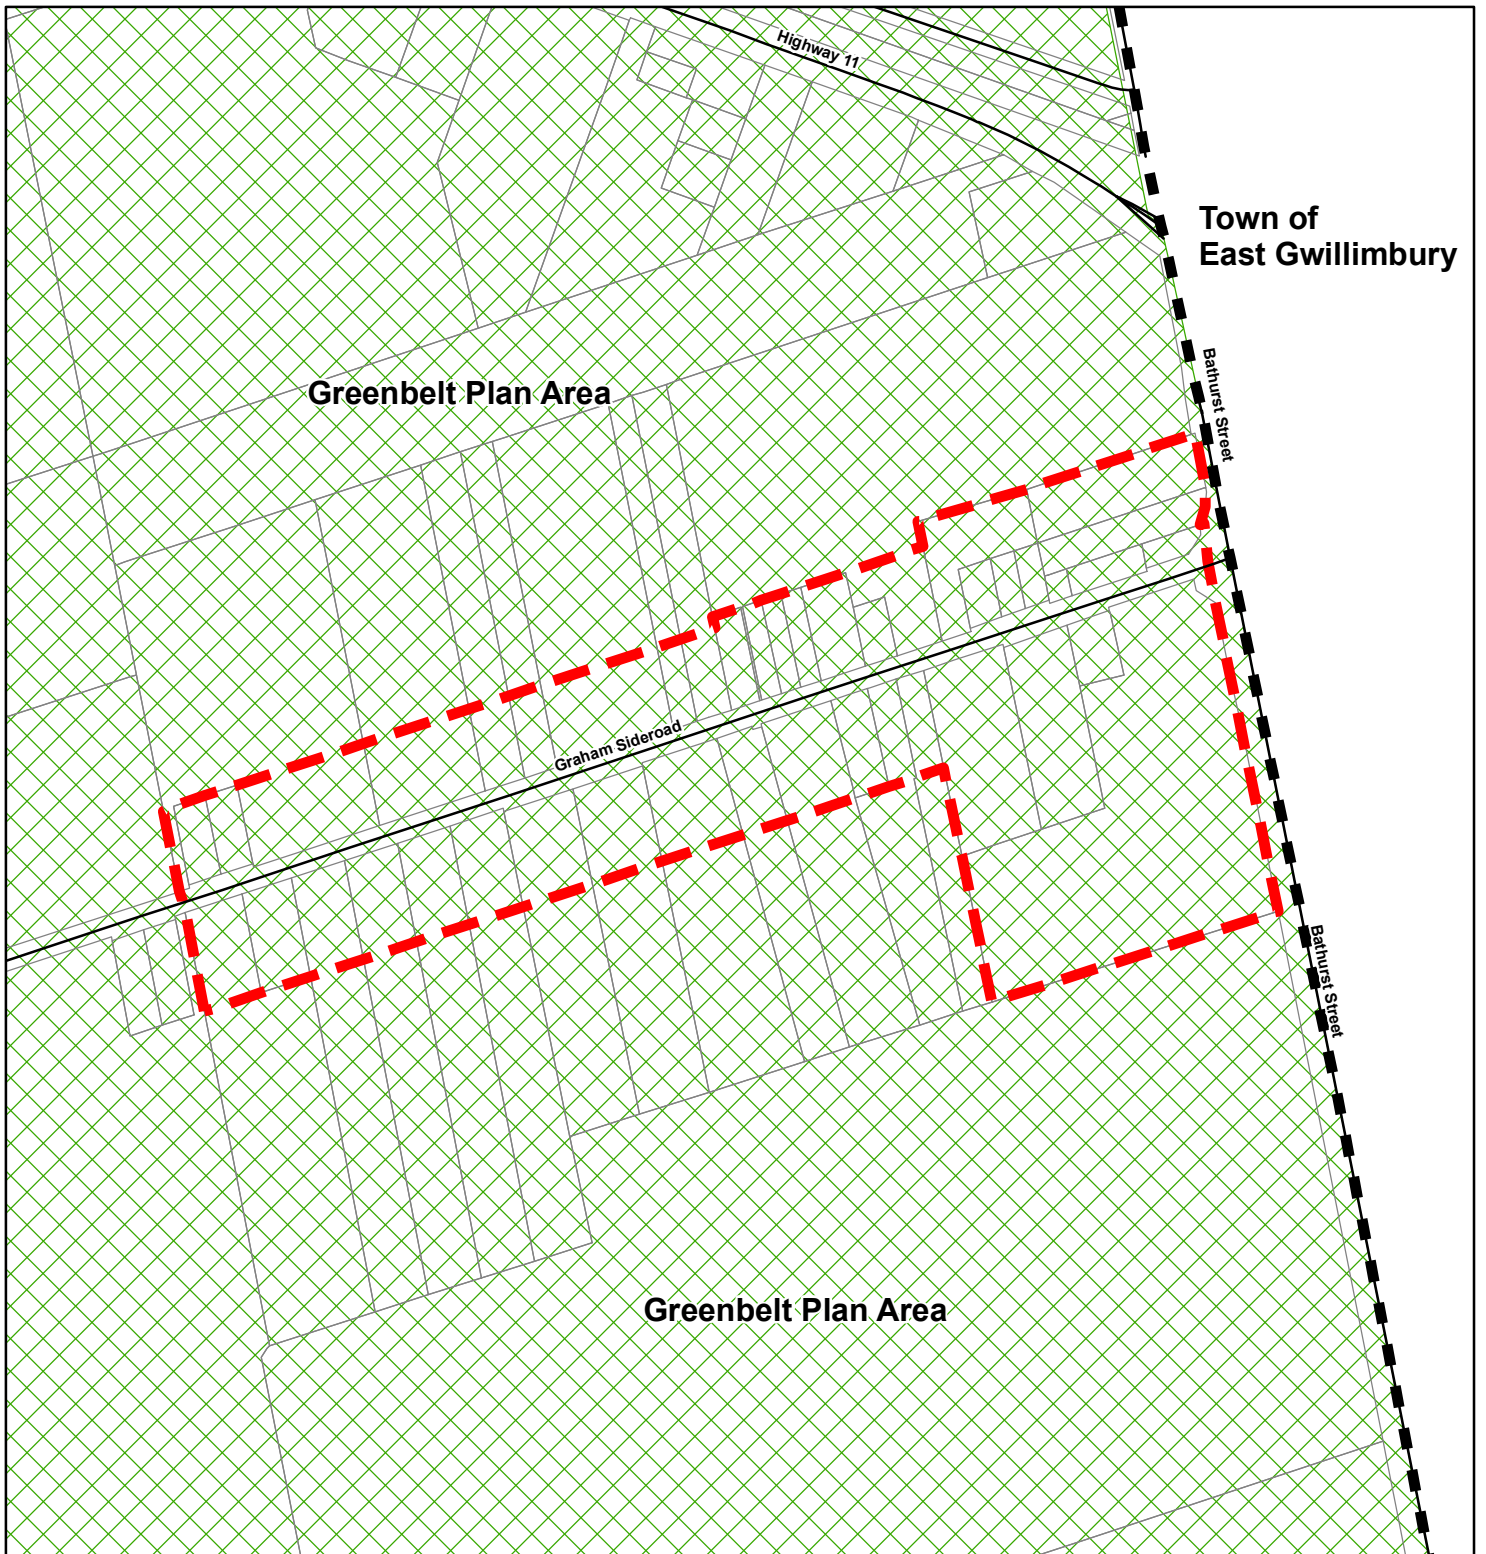 Highway 11
Town of
East Gwillimbury
Bathurst Street
Greenbelt Plan Area
Graham Sideroad
Bathurst Street
Greenbelt Plan Area